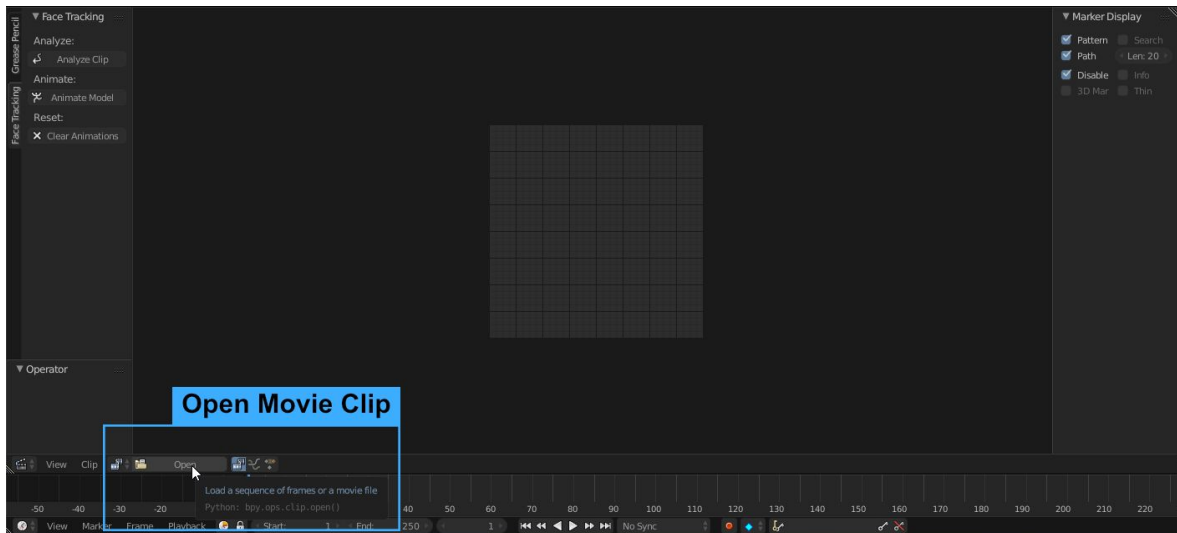 Grease Pencil
Face Tracking
Face Tracking
Analyze:
Analyze Clip
Animate:
Animate Model
Reset:
Clear Animations
Operator
Marker Display
Pattern Search
Path Len: 20
Disable Info
3D Mar Thin
Open Movie Clip
View Clip Open
Load a sequence of frames or a movie file
Python: bpy.ops.clip.open()
-50 -40 -30 -20 40 50 60 70 80 90 100 110 120 130 140 150 160 170 180 190 200 210 220
View Marker Frame Playback Start: 1 End: 250 1 No Sync